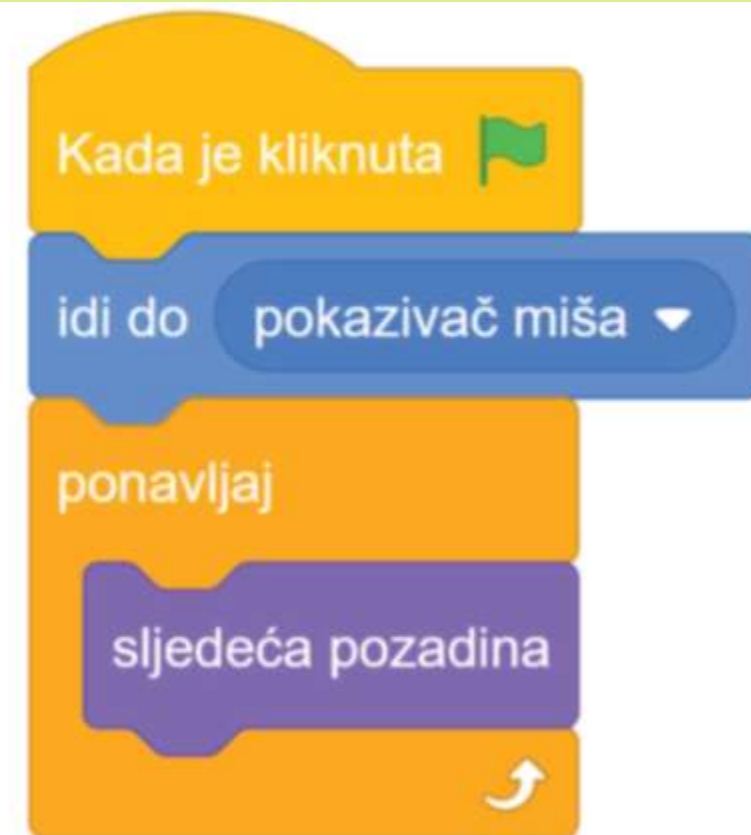 Kada je kliknuta
idi do pokazivač miša
ponavljaj
sljedeća pozadina